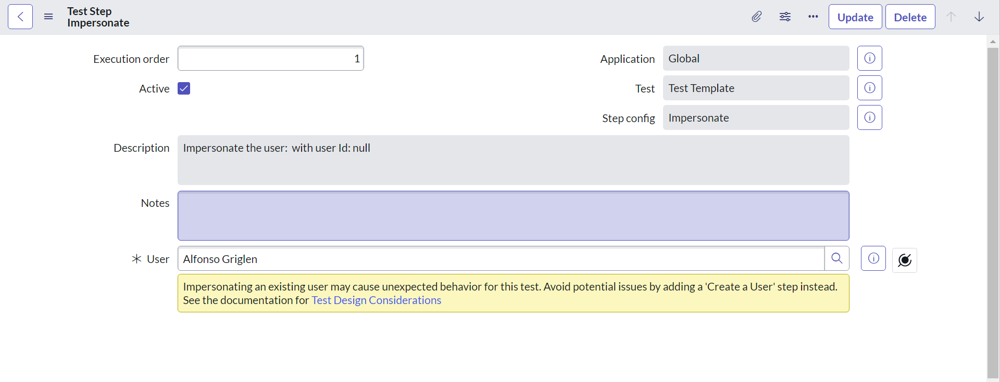 Test Step
Impersonate
Update
Delete
Execution order
1
Application
Global
Active
Test
Test Template
Step config
Impersonate
Description
Impersonate the user:  with user Id: null
Notes
User
Alfonso Griglen
Impersonating an existing user may cause unexpected behavior for this test. Avoid potential issues by adding a 'Create a User' step instead.
See the documentation for Test Design Considerations